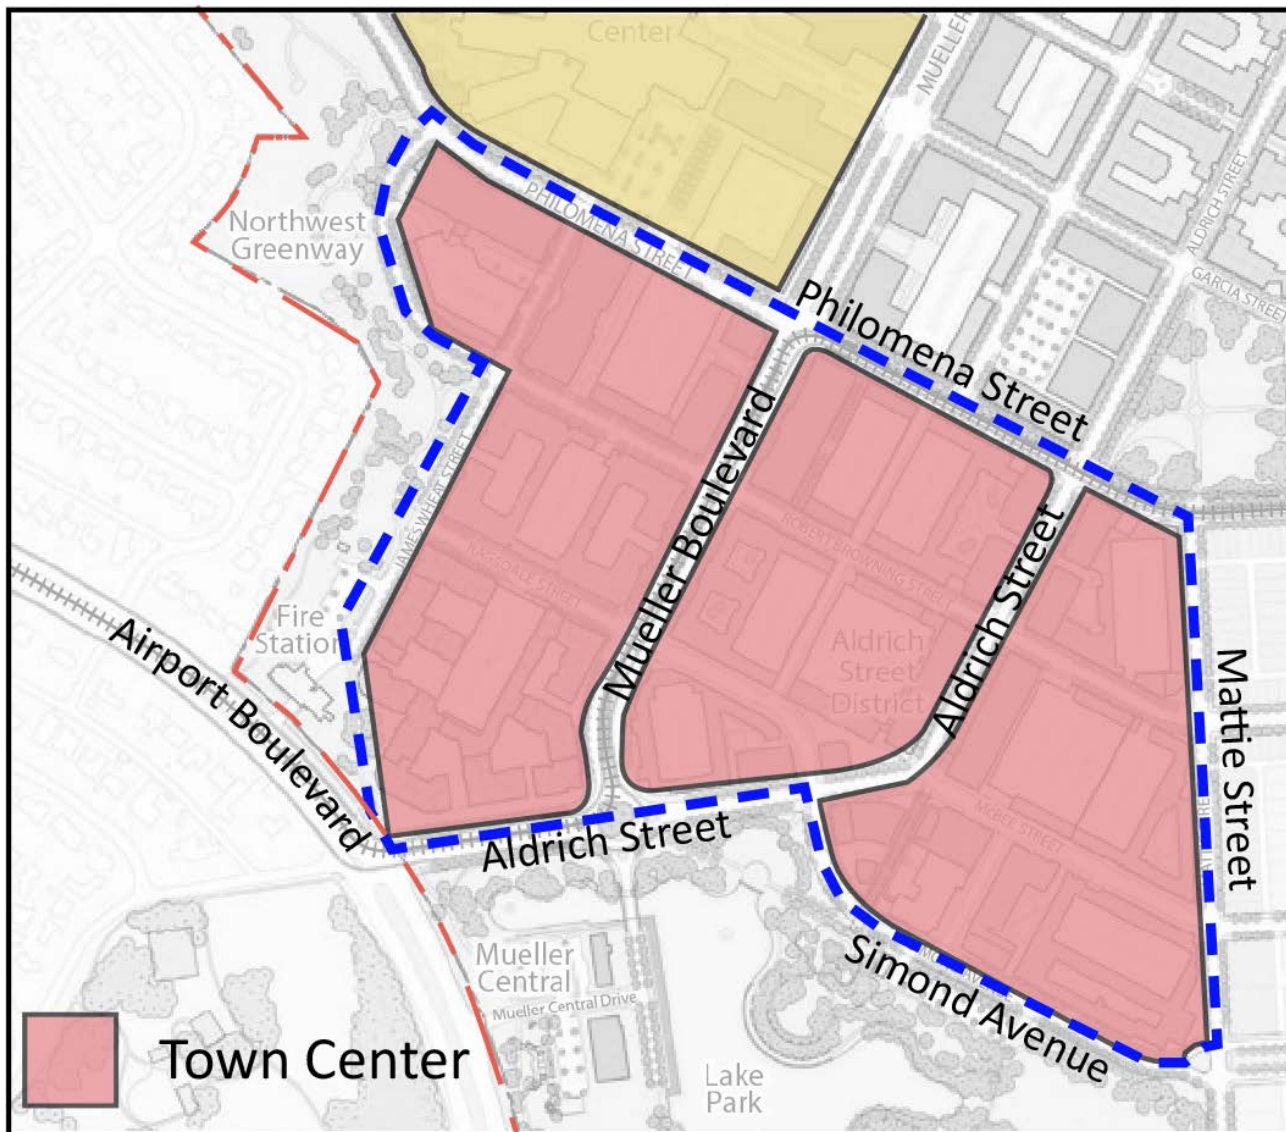 Center
MUELLER
ALDRICH STREET
GARCIA STREET
Northwest
Greenway
PHILOMENA STREET
Philomena Street
Mueller Boulevard
JAMES WHEAT STREET
RAGSDALE STREET
ROBERT BROWNING STREET
Aldrich Street
Aldrich
Street
District
Fire
Station
Airport Boulevard
Mattie Street
Aldrich Street
Simond Avenue
Mueller
Central
Mueller Central Drive
Lake
Park
Town Center